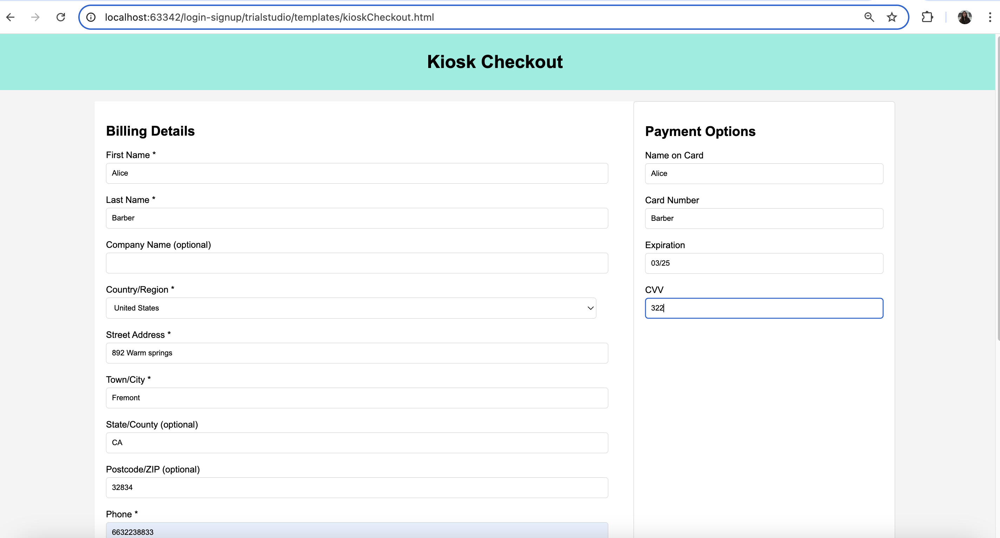 localhost:63342/login-signup/trialstudio/templates/kioskCheckout.html
Kiosk Checkout
Billing Details
First Name *
Alice
Last Name *
Barber
Company Name (optional)
Country/Region *
United States
Street Address *
892 Warm springs
Town/City *
Fremont
State/County (optional)
CA
Postcode/ZIP (optional)
32834
Phone *
6632238833
Payment Options
Name on Card
Alice
Card Number
Barber
Expiration
03/25
CVV
322